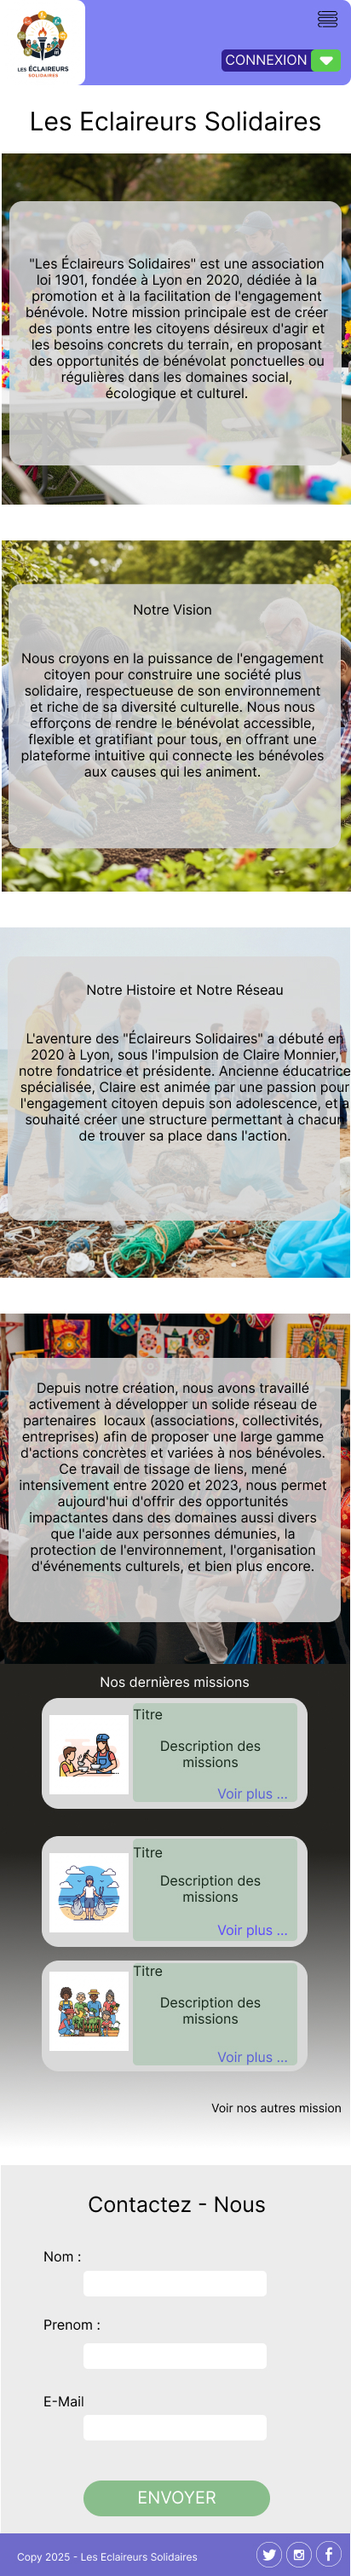 LES ÉCLAIREURS
SOLIDAIRES
CONNEXION
Les Eclaireurs Solidaires
"Les Éclaireurs Solidaires" est une association
loi 1901, fondée à Lyon en 2020, dédiée à la
promotion et à la facilitation de l'engagement
bénévole. Notre mission principale est de créer
des ponts entre les citoyens désireux d'agir et
les besoins concrets du terrain, en proposant
des opportunités de bénévolat ponctuelles ou
régulières dans les domaines social,
écologique et culturel.
Notre Vision
Nous croyons en la puissance de l'engagement
citoyen pour construire une société plus
solidaire, respectueuse de son environnement
et riche de sa diversité culturelle. Nous nous
efforçons de rendre le bénévolat accessible,
flexible et gratifiant pour tous, en offrant une
plateforme intuitive qui connecte les bénévoles
aux causes qui les animent.
Notre Histoire et Notre Réseau
L'aventure des "Éclaireurs Solidaires" a débuté en
2020 à Lyon, sous l'impulsion de Claire Monnier,
notre fondatrice et présidente. Ancienne éducatrice
spécialisée, Claire est animée par une passion pour
l'engagement citoyen depuis son adolescence, et a
souhaité créer une structure permettant à chacun
de trouver sa place dans l'action.
Depuis notre création, nous avons travaillé
activement à développer un solide réseau de
partenaires locaux (associations, collectivités,
entreprises) afin de proposer une large gamme
d'actions concrètes et variées à nos bénévoles.
Ce travail de tissage de liens, mené
intensivement entre 2020 et 2023, nous permet
aujourd'hui d'offrir des opportunités
impactantes dans des domaines aussi divers
que l'aide aux personnes démunies, la
protection de l'environnement, l'organisation
d'événements culturels, et bien plus encore.
Nos dernières missions
Titre
Description des
missions
Voir plus ...
Titre
Description des
missions
Voir plus ...
Titre
Description des
missions
Voir plus ...
Voir nos autres mission
Contactez - Nous
Nom :
Prenom :
E-Mail
ENVOYER
Copy 2025 - Les Eclaireurs Solidaires